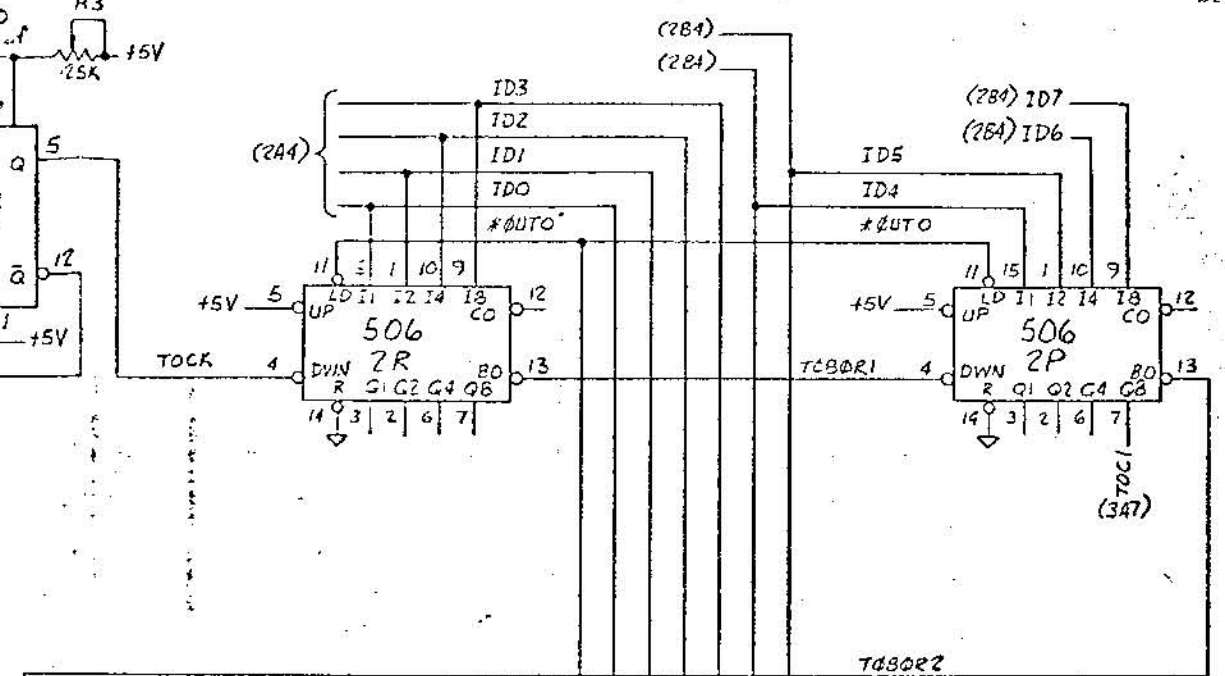 R3
+5V
25K
5
Q
Q̄ 12
1
+5V
TOCK
(2A4)
ID3
ID2
ID1
ID0
*ØUTO
(2B4)
(2B4)
ID5
ID4
*ØUTO
(2B4) ID7
(2B4) ID6
11 1 10 9
LD I1 I2 I4 I8
+5V 5 UP CO 12
506
2R
4 DWN BO 13
R Q1 Q2 Q4 Q8
14 3 2 6 7
TCBØR1
11 15 1 10 9
LD I1 I2 I4 I8
+5V 5 UP CO 12
506
2P
4 DWN BO 13
R Q1 Q2 Q4 Q8
14 3 2 6 7
TOC1
(3A7)
TØBØR2